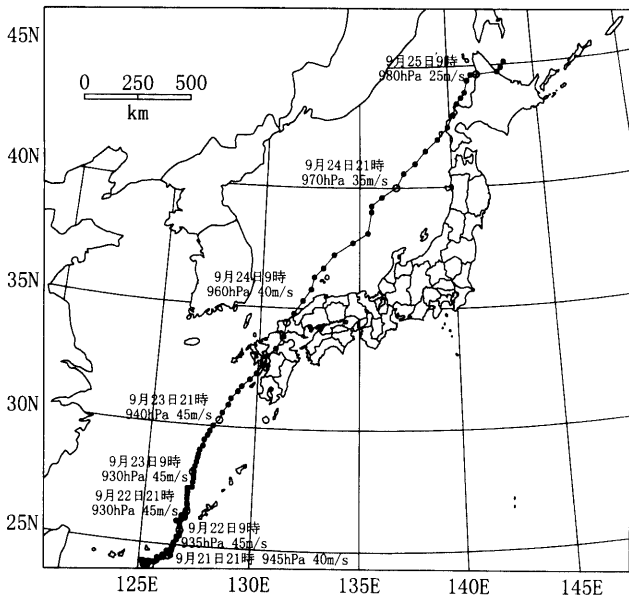 45N
40N
35N
30N
25N
0 250 500
km
9月25日9時
980hPa 25m/s
9月24日21時
970hPa 35m/s
9月24日9時
960hPa 40m/s
9月23日21時
940hPa 45m/s
9月23日9時
930hPa 45m/s
9月22日21時
930hPa 45m/s
9月22日9時
935hPa 45m/s
9月21日21時 945hPa 40m/s
125E 130E 135E 140E 145E